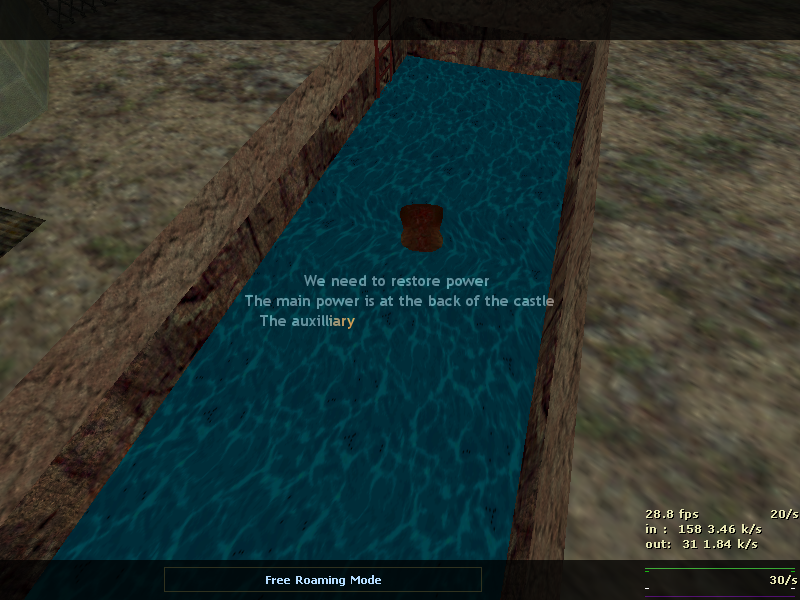 We need to restore power
The main power is at the back of the castle
The auxilliary
28.8 fps 20/s
in : 158 3.46 k/s
out: 31 1.84 k/s
30/s
Free Roaming Mode